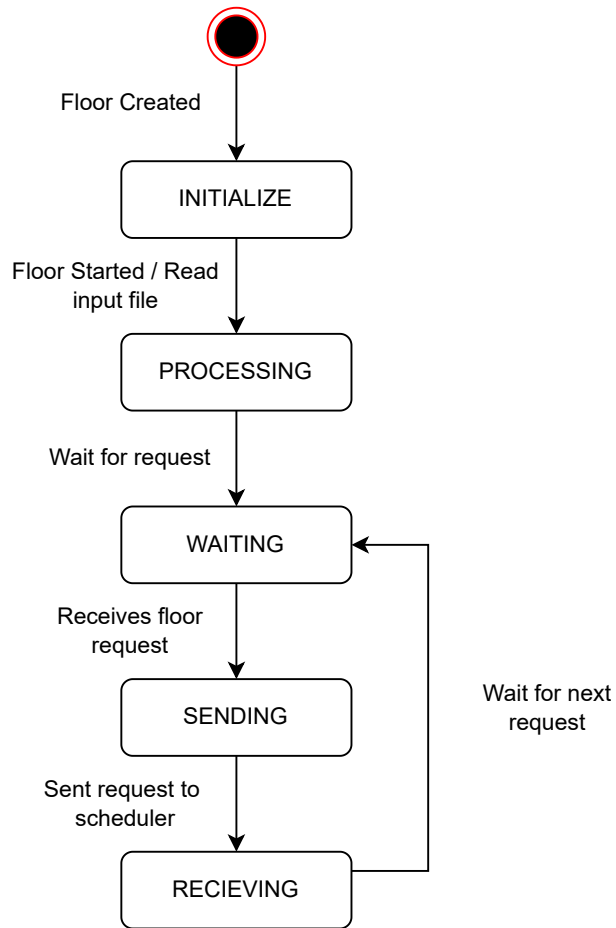 Floor Created
INITIALIZE
Floor Started / Read
input file
PROCESSING
Wait for request
WAITING
Receives floor
request
SENDING
Wait for next
request
Sent request to
scheduler
RECIEVING